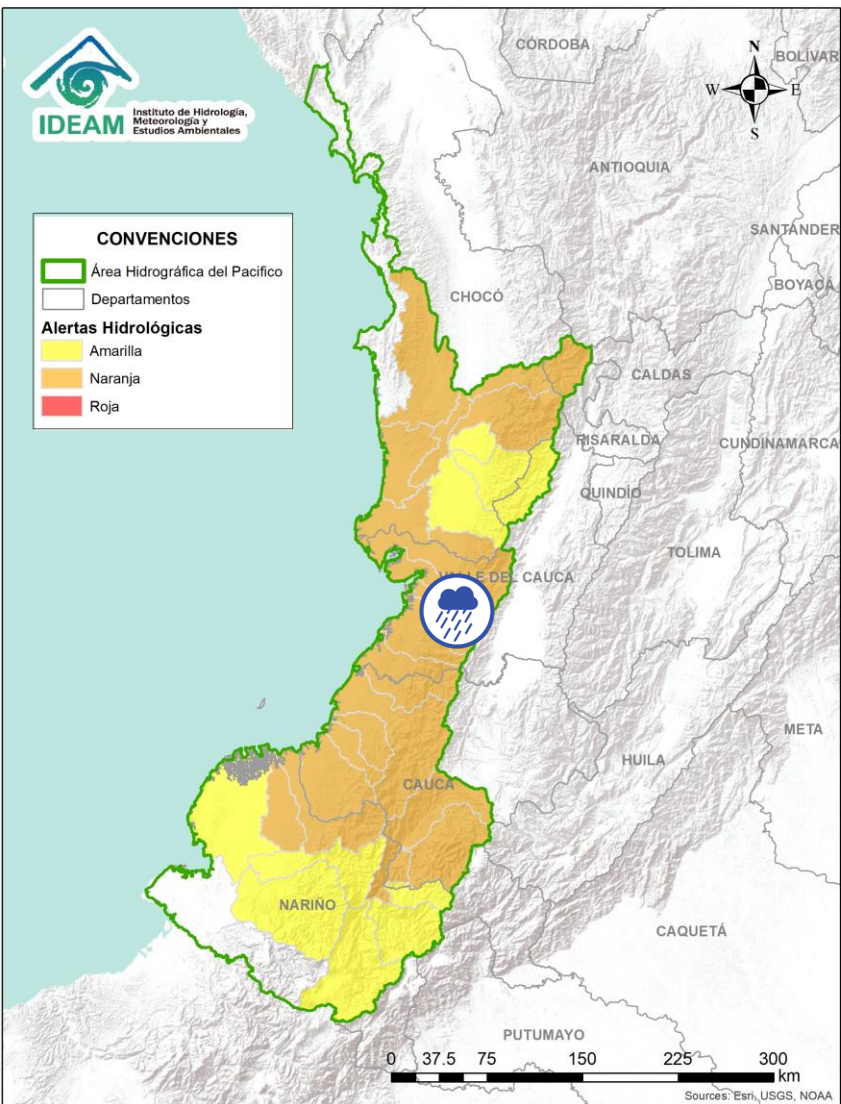 IDEAM
Instituto de Hidrología,
Meteorología y
Estudios Ambientales
CÓRDOBA
BOLÍVAR
N
W
E
S
ANTIOQUIA
SANTANDER
BOYACÁ
CONVENCIONES
Área Hidrográfica del Pacifico
Departamentos
Alertas Hidrológicas
Amarilla
Naranja
Roja
CHOCÓ
CALDAS
RISARALDA
CUNDINAMARCA
QUINDÍO
TOLIMA
VALLE DEL CAUCA
META
HUILA
CAUCA
NARIÑO
CAQUETÁ
PUTUMAYO
0 37.5 75 150 225 300
km
Sources: Esri, USGS, NOAA